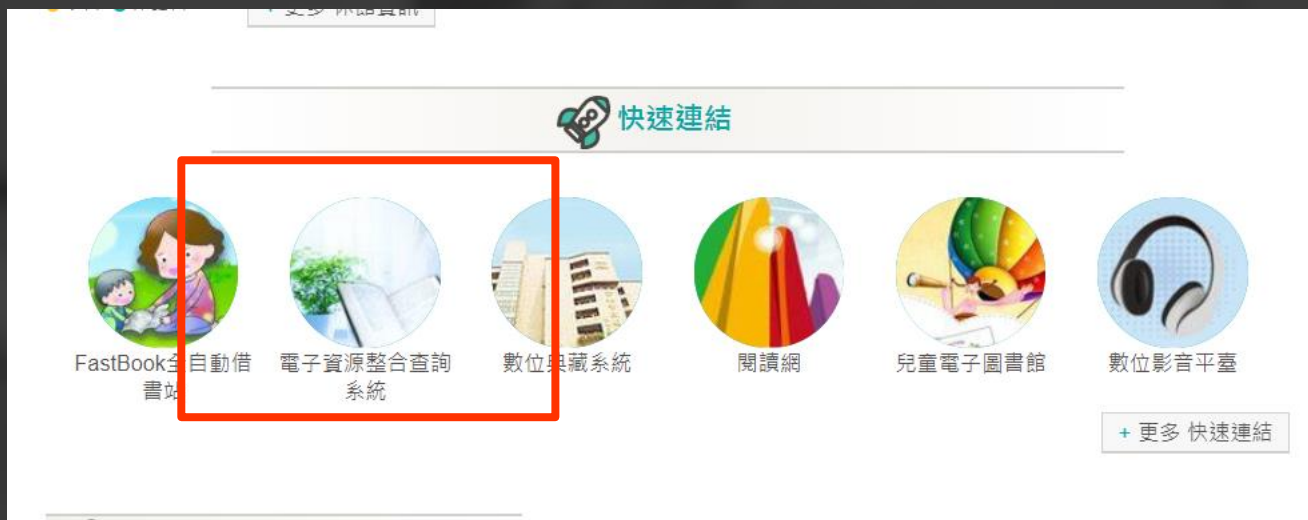 快速連結
FastBook全自動借
書站
電子資源整合查詢
系統
數位典藏系統
閱讀網
兒童電子圖書館
數位影音平臺
+ 更多 快速連結